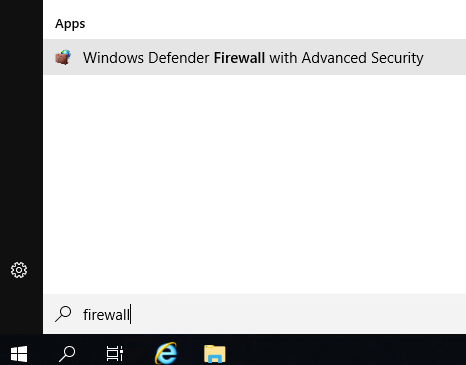 Apps
Windows Defender Firewall with Advanced Security
firewall